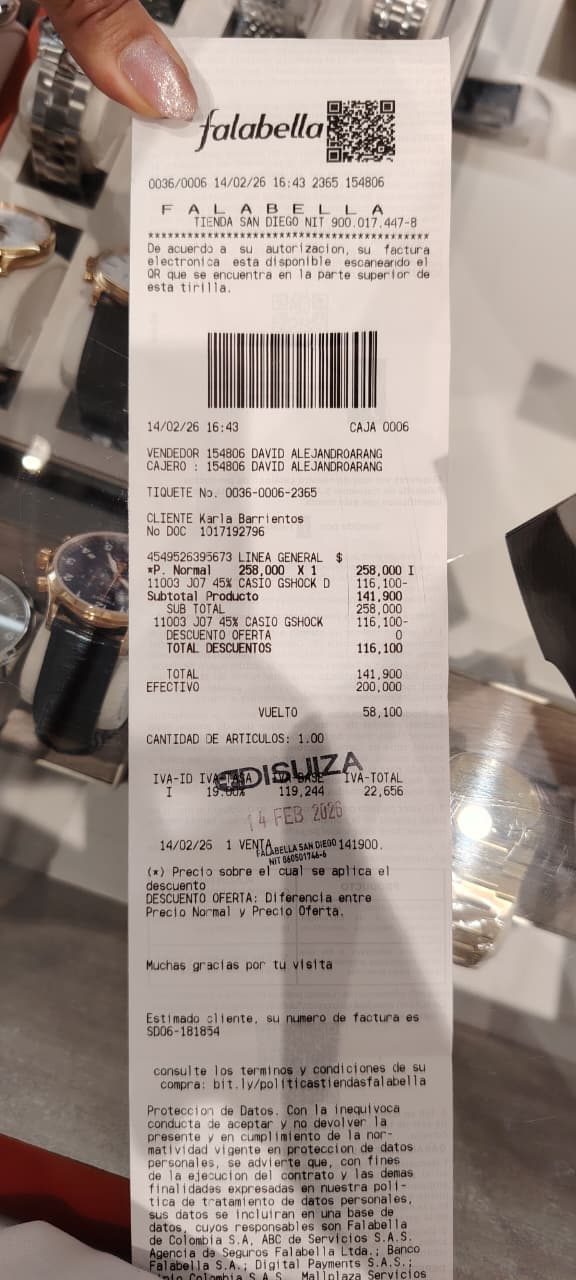 falabella
0036/0006 14/02/26 16:43 2365 154806
F A L A B E L L A
TIENDA SAN DIEGO NIT 900.017.447-8
****************************************
De acuerdo a su autorizacion, su factura
electronica esta disponible escaneando el
QR que se encuentra en la parte superior de
esta tirilla.
14/02/26 16:43 CAJA 0006
VENDEDOR 154806 DAVID ALEJANDROARANG
CAJERO : 154806 DAVID ALEJANDROARANG
TIQUETE No. 0036-0006-2365
CLIENTE Karla Barrientos
No DOC 1017192796
4549526395673 LINEA GENERAL $
*P. Normal 258,000 X 1 258,000 I
11003 J07 45% CASIO GSHOCK D 116,100-
Subtotal Producto 141,900
SUB TOTAL 258,000
11003 J07 45% CASIO GSHOCK 116,100-
DESCUENTO OFERTA 0
TOTAL DESCUENTOS 116,100
TOTAL 141,900
EFECTIVO 200,000
VUELTO 58,100
CANTIDAD DE ARTICULOS: 1.00
DISUIZA
IVA-ID IVA-TASA IVA-BASE IVA-TOTAL
I 19.00% 119,244 22,656
14 FEB 2026
14/02/26 1 VENTA 141900.
FALABELLA SAN DIEGO
NIT 860501746-6
(*) Precio sobre el cual se aplica el
descuento
DESCUENTO OFERTA: Diferencia entre
Precio Normal y Precio Oferta.
Muchas gracias por tu visita
Estimado cliente, su numero de factura es
SD06-181854
consulte los terminos y condiciones de su
compra: bit.ly/politicastiendasfalabella
Proteccion de Datos. Con la inequivoca
conducta de aceptar y no devolver la
presente y en cumplimiento de la nor-
matividad vigente en proteccion de datos
personales, se advierte que, con fines
de la ejecucion del contrato y las demas
finalidades expresadas en nuestra poli-
tica de tratamiento de datos personales,
sus datos se incluiran en una base de
datos, cuyos responsables son Falabella
de Colombia S.A, ABC de Servicios S.A.S.
Agencia de Seguros Falabella Ltda.; Banco
Falabella S.A.; Digital Payments S.A.S.;
Colombia S.A.S. Mallplaza Servicios